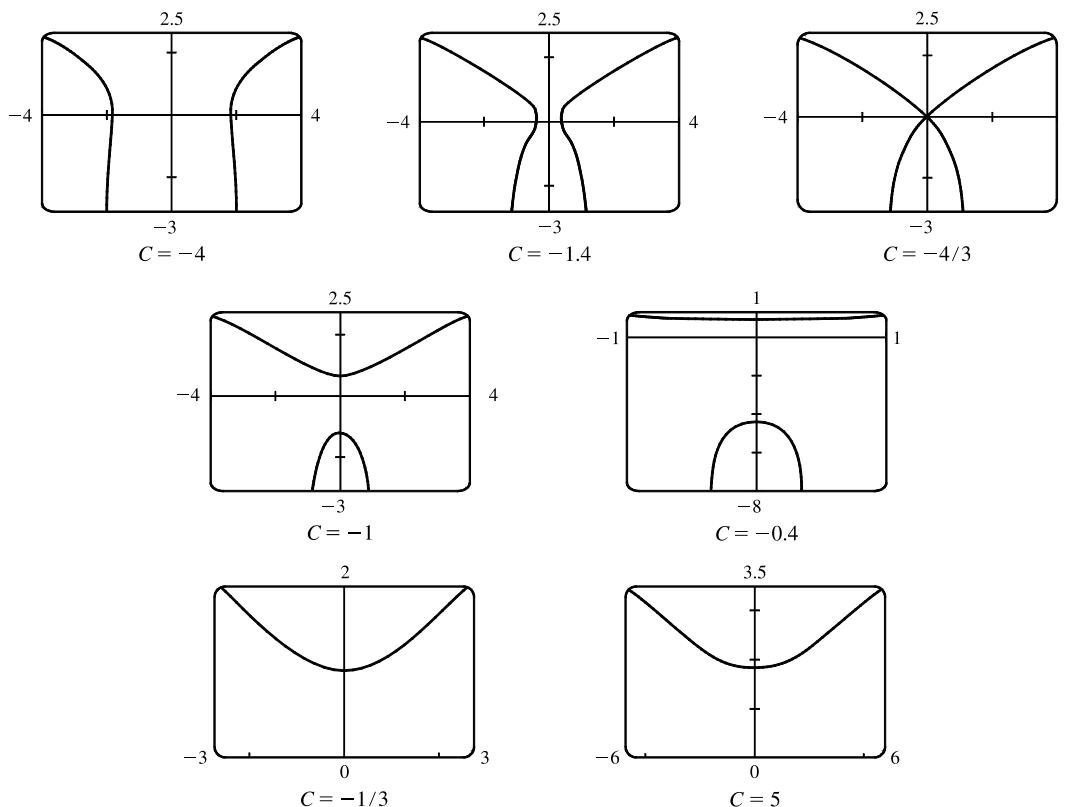 2.5 2.5 2.5
−4 4 −4 4 −4 4
−3 −3 −3
C = −4 C = −1.4 C = −4/3
2.5 1
−4 4 −1 1
−3 −8
C = −1 C = −0.4
2 3.5
−3 3 −6 6
0 0
C = −1/3 C = 5